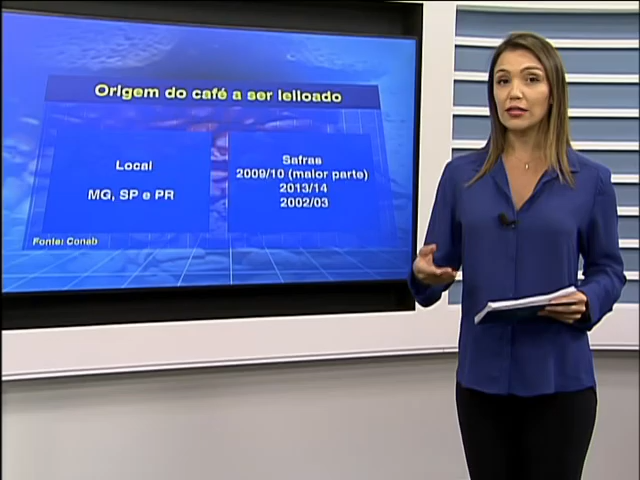 Origem do café a ser leiloado
Local
MG, SP e PR
Safras
2009/10 (maior parte)
2013/14
2002/03
Fonte: Conab